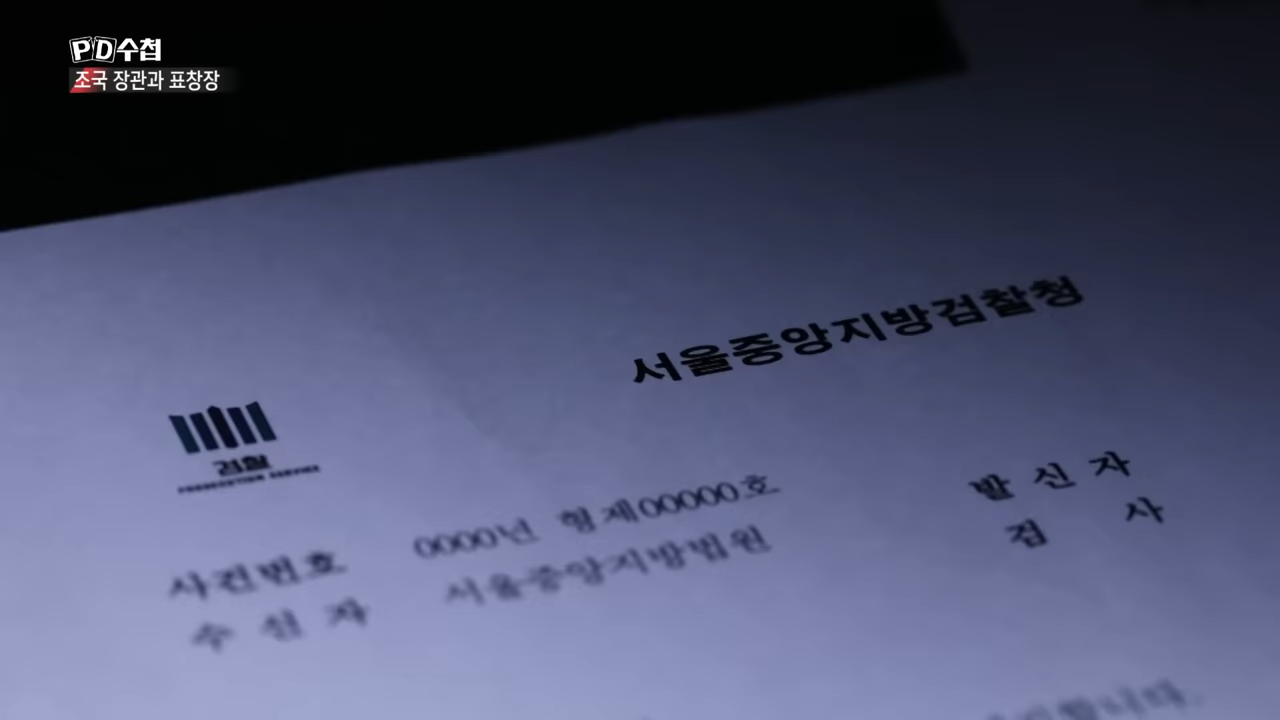 PD수첩
조국 장관과 표창장
서울중앙지방검찰청
검찰
PROSECUTION SERVICE
사건번호 0000년 형제00000호 발신자
수신자 서울중앙지방법원 검 사